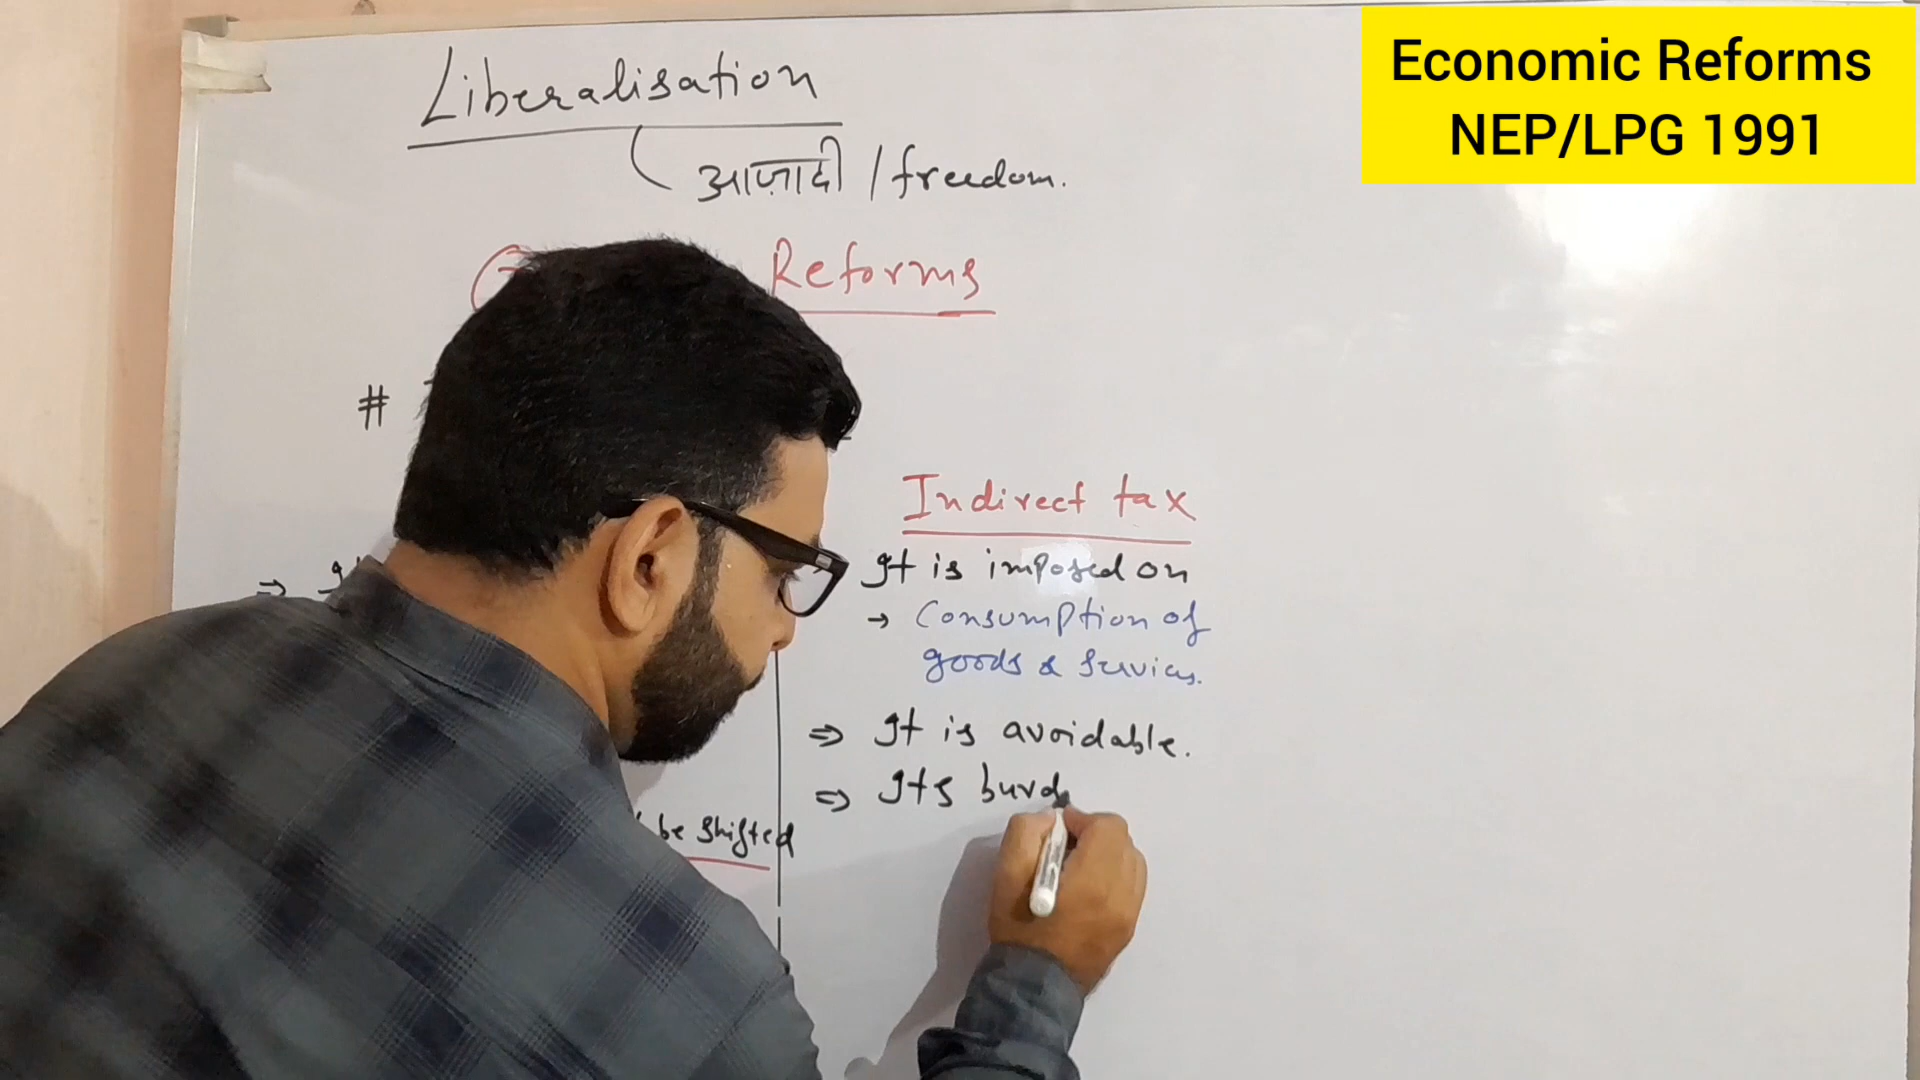 Economic Reforms
NEP/LPG 1991
Liberalisation
आज़ादी / freedom.
Reforms
#
Indirect tax
⇒
It is imposed on
→ Consumption of
goods & services.
⇒ It is avoidable.
⇒ Its burd
be shifted